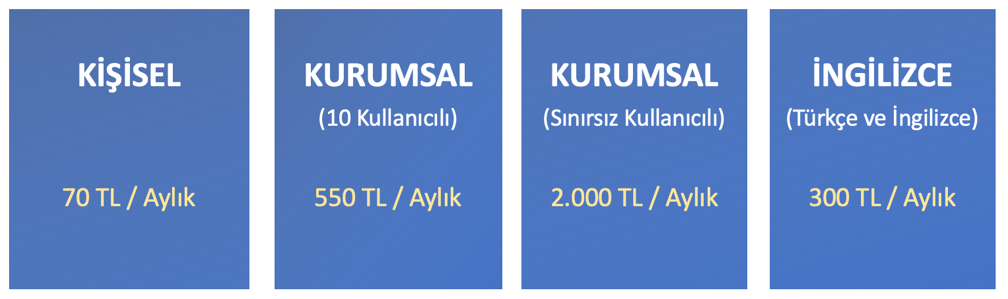 KİŞİSEL
70 TL / Aylık
KURUMSAL
(10 Kullanıcılı)
550 TL / Aylık
KURUMSAL
(Sınırsız Kullanıcılı)
2.000 TL / Aylık
İNGİLİZCE
(Türkçe ve İngilizce)
300 TL / Aylık